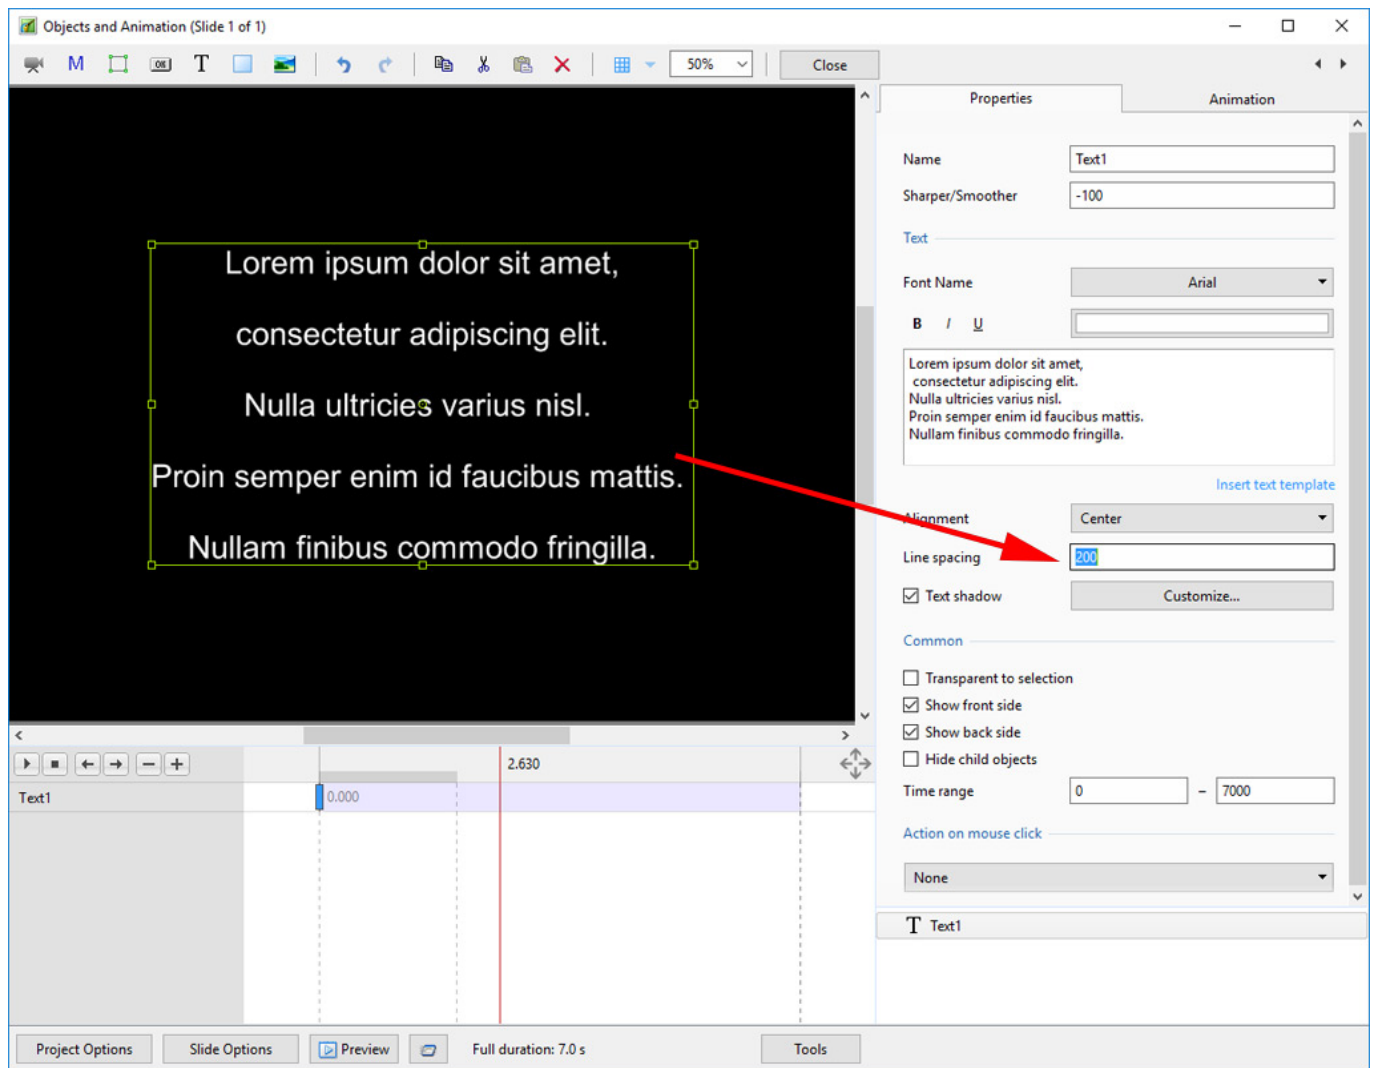 Objects and Animation (Slide 1 of 1)
M OK T 50% Close
Properties Animation
Name Text1
Sharper/Smoother -100
Text
Font Name Arial
B I U
Lorem ipsum dolor sit amet,
consectetur adipiscing elit.
Nulla ultricies varius nisl.
Proin semper enim id faucibus mattis.
Nullam finibus commodo fringilla.
Lorem ipsum dolor sit amet,
consectetur adipiscing elit.
Nulla ultricies varius nisl.
Proin semper enim id faucibus mattis.
Nullam finibus commodo fringilla.
Insert text template
Alignment Center
Line spacing 200
Text shadow Customize...
Common
Transparent to selection
Show front side
Show back side
Hide child objects
Time range 0 – 7000
Action on mouse click
None
T Text1
2.630
Text1 0.000
Project Options Slide Options Preview Full duration: 7.0 s Tools